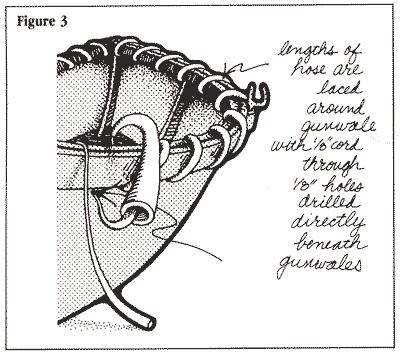 Figure 3
lengths of
hose are
laced
around
gunwale
with 1/8" cord
through
1/8" holes
drilled
directly
beneath
gunwales